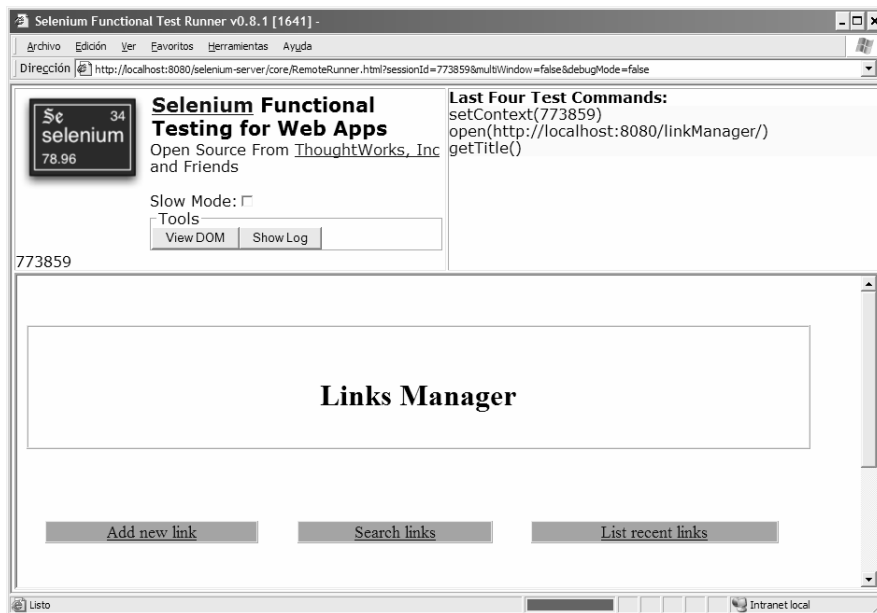 Selenium Functional Test Runner v0.8.1 [1641] -
Archivo Edición Ver Favoritos Herramientas Ayuda
Dirección http://localhost:8080/selenium-server/core/RemoteRunner.html?sessionId=773859&multiWindow=false&debugMode=false
Se 34
selenium
78.96
Selenium Functional
Testing for Web Apps
Open Source From ThoughtWorks, Inc
and Friends
Slow Mode:
Tools
View DOM Show Log
773859
Last Four Test Commands:
setContext(773859)
open(http://localhost:8080/linkManager/)
getTitle()
Links Manager
Add new link Search links List recent links
Listo Intranet local